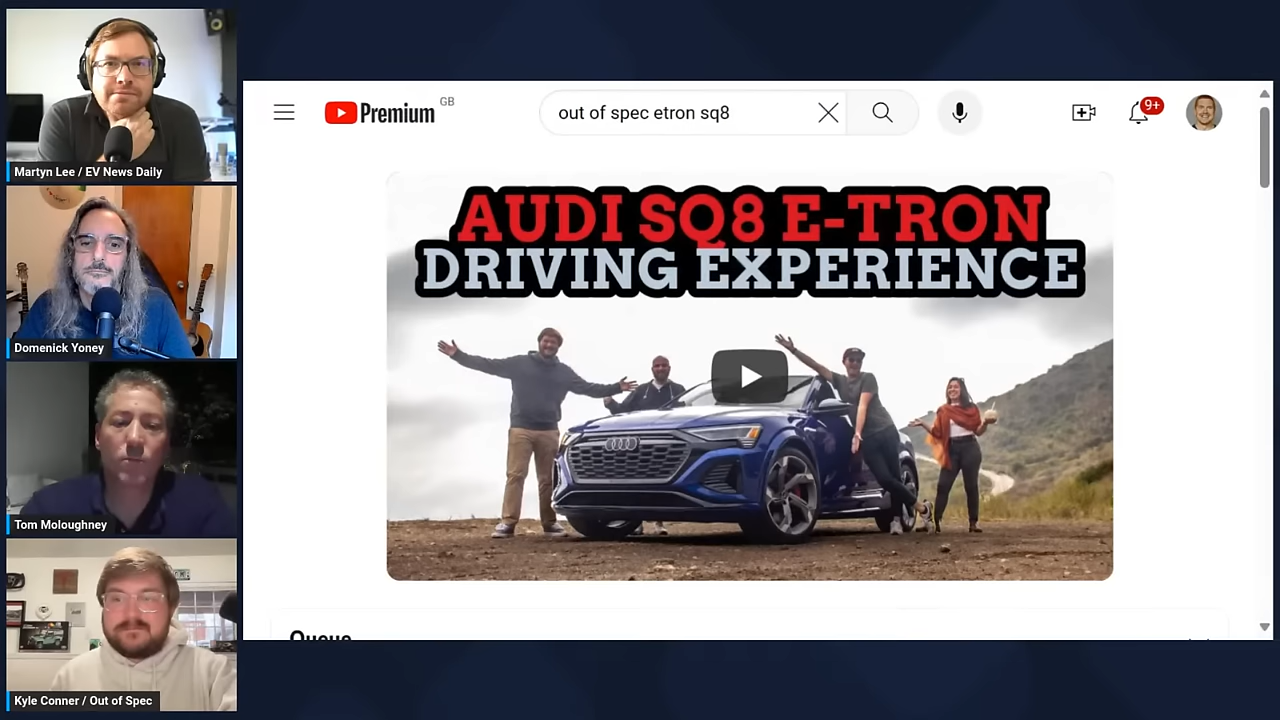 Martyn Lee / EV News Daily
Domenick Yoney
Tom Moloughney
Kyle Conner / Out of Spec
Premium GB
out of spec etron sq8
9+
AUDI SQ8 E-TRON
DRIVING EXPERIENCE